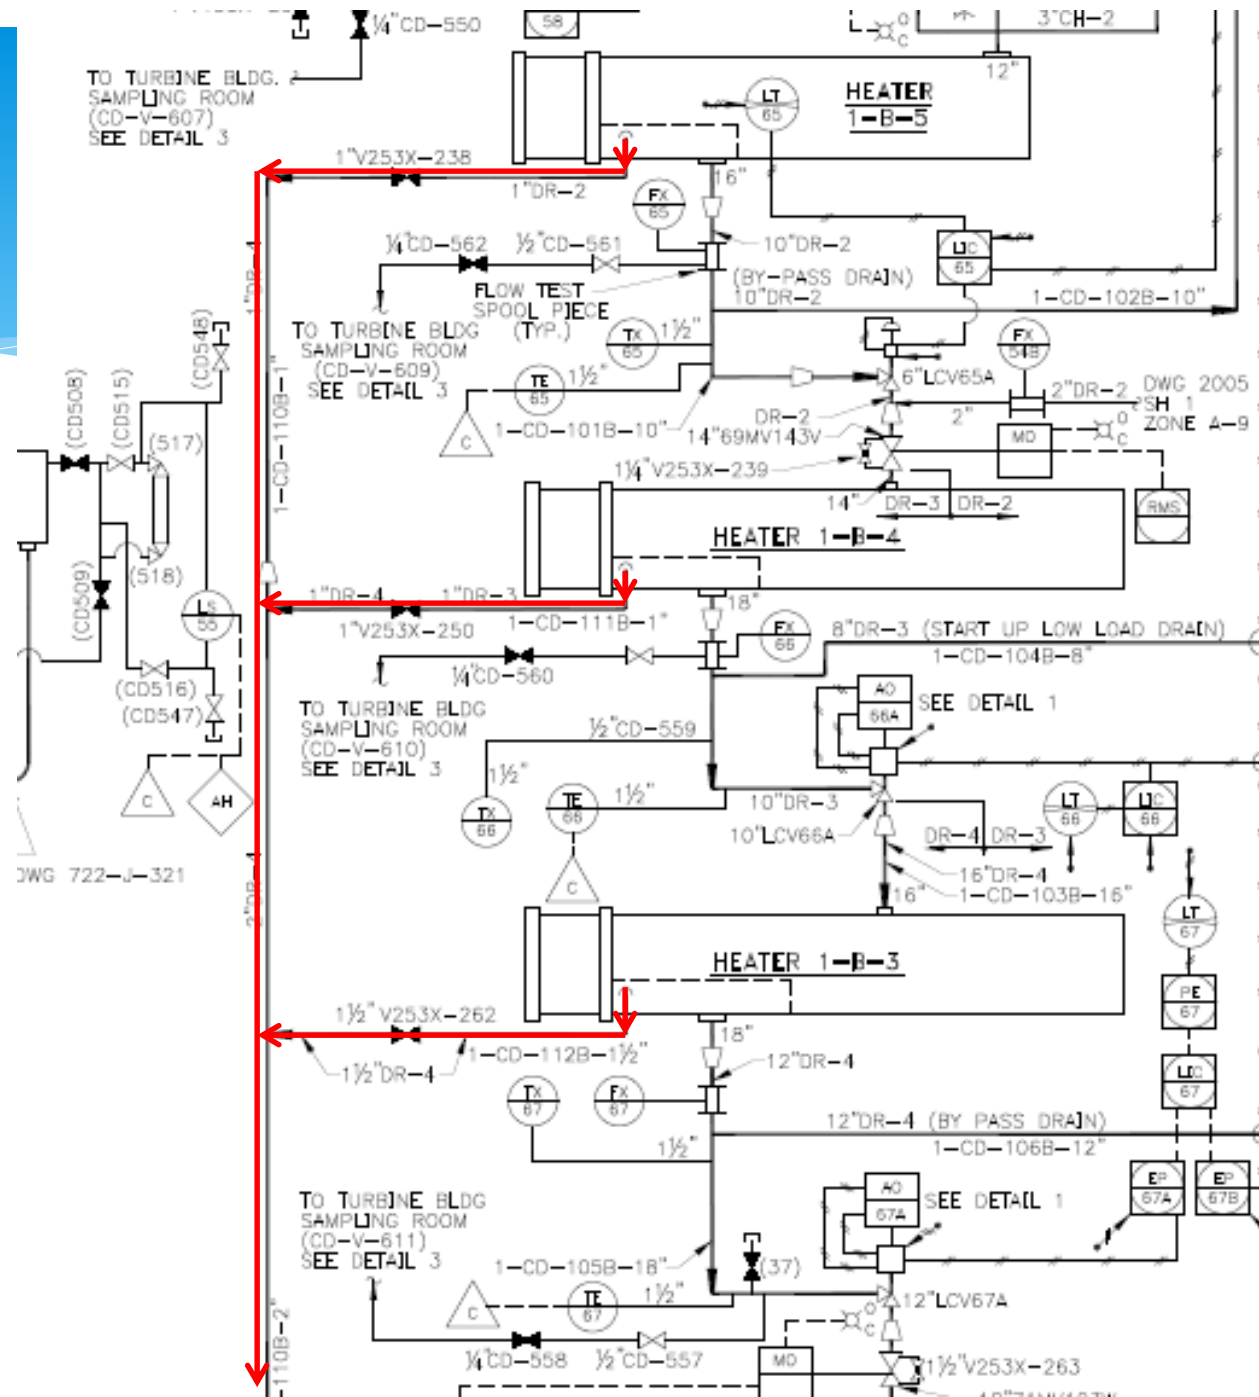 ¼"CD-550
58
3"CH-2
O
C
TO TURBINE BLDG.
SAMPLING ROOM
(CD-V-607)
SEE DETAIL 3
12"
LT
65
HEATER
1-B-5
1"V253X-238
1"DR-2
16"
FX
65
10"DR-2
¼"CD-562
½"CD-561
LIC
65
(BY-PASS DRAIN)
10"DR-2
1-CD-102B-10"
FLOW TEST
SPOOL PIECE
(TYP.)
1"DR-4
TO TURBINE BLDG
SAMPLING ROOM
(CD-V-609)
SEE DETAIL 3
TX
65
1½"
FX
54B
(CD548)
TE
65
1½"
6"LCV65A
2"DR-2
DWG 2005
SH 1
ZONE A-9
(CD508)
(CD515)
1-CD-110B-1"
C
1-CD-101B-10"
DR-2
2"
14"69MV143V
MO
O
C
(517)
1¼"V253X-239
14"
DR-3
DR-2
RMS
HEATER 1-B-4
(518)
(CD509)
LS
55
1"DR-4
1"DR-3
1"V253X-250
1-CD-111B-1"
18"
FX
66
8"DR-3 (START UP LOW LOAD DRAIN)
1-CD-104B-8"
¼"CD-560
(CD516)
(CD547)
AO
66A
SEE DETAIL 1
TO TURBINE BLDG
SAMPLING ROOM
(CD-V-610)
SEE DETAIL 3
½"CD-559
1½"
C
AH
TX
66
TE
66
1½"
10"DR-3
10"LCV66A
LT
66
LIC
66
DR-4
DR-3
DWG 722-J-321
2"DR-4
C
16"DR-4
16"
1-CD-103B-16"
LT
67
HEATER 1-B-3
PE
67
1½" V253X-262
1-CD-112B-1½"
18"
1½"DR-4
12"DR-4
LIC
67
TX
67
FX
67
12"DR-4 (BY PASS DRAIN)
1-CD-106B-12"
1½"
EP
67A
EP
67B
AO
67A
SEE DETAIL 1
TO TURBINE BLDG
SAMPLING ROOM
(CD-V-611)
SEE DETAIL 3
1-CD-105B-18"
(37)
C
TE
67
1½"
12"LCV67A
O
C
110B-2"
¼"CD-558
½"CD-557
MO
1½"V253X-263